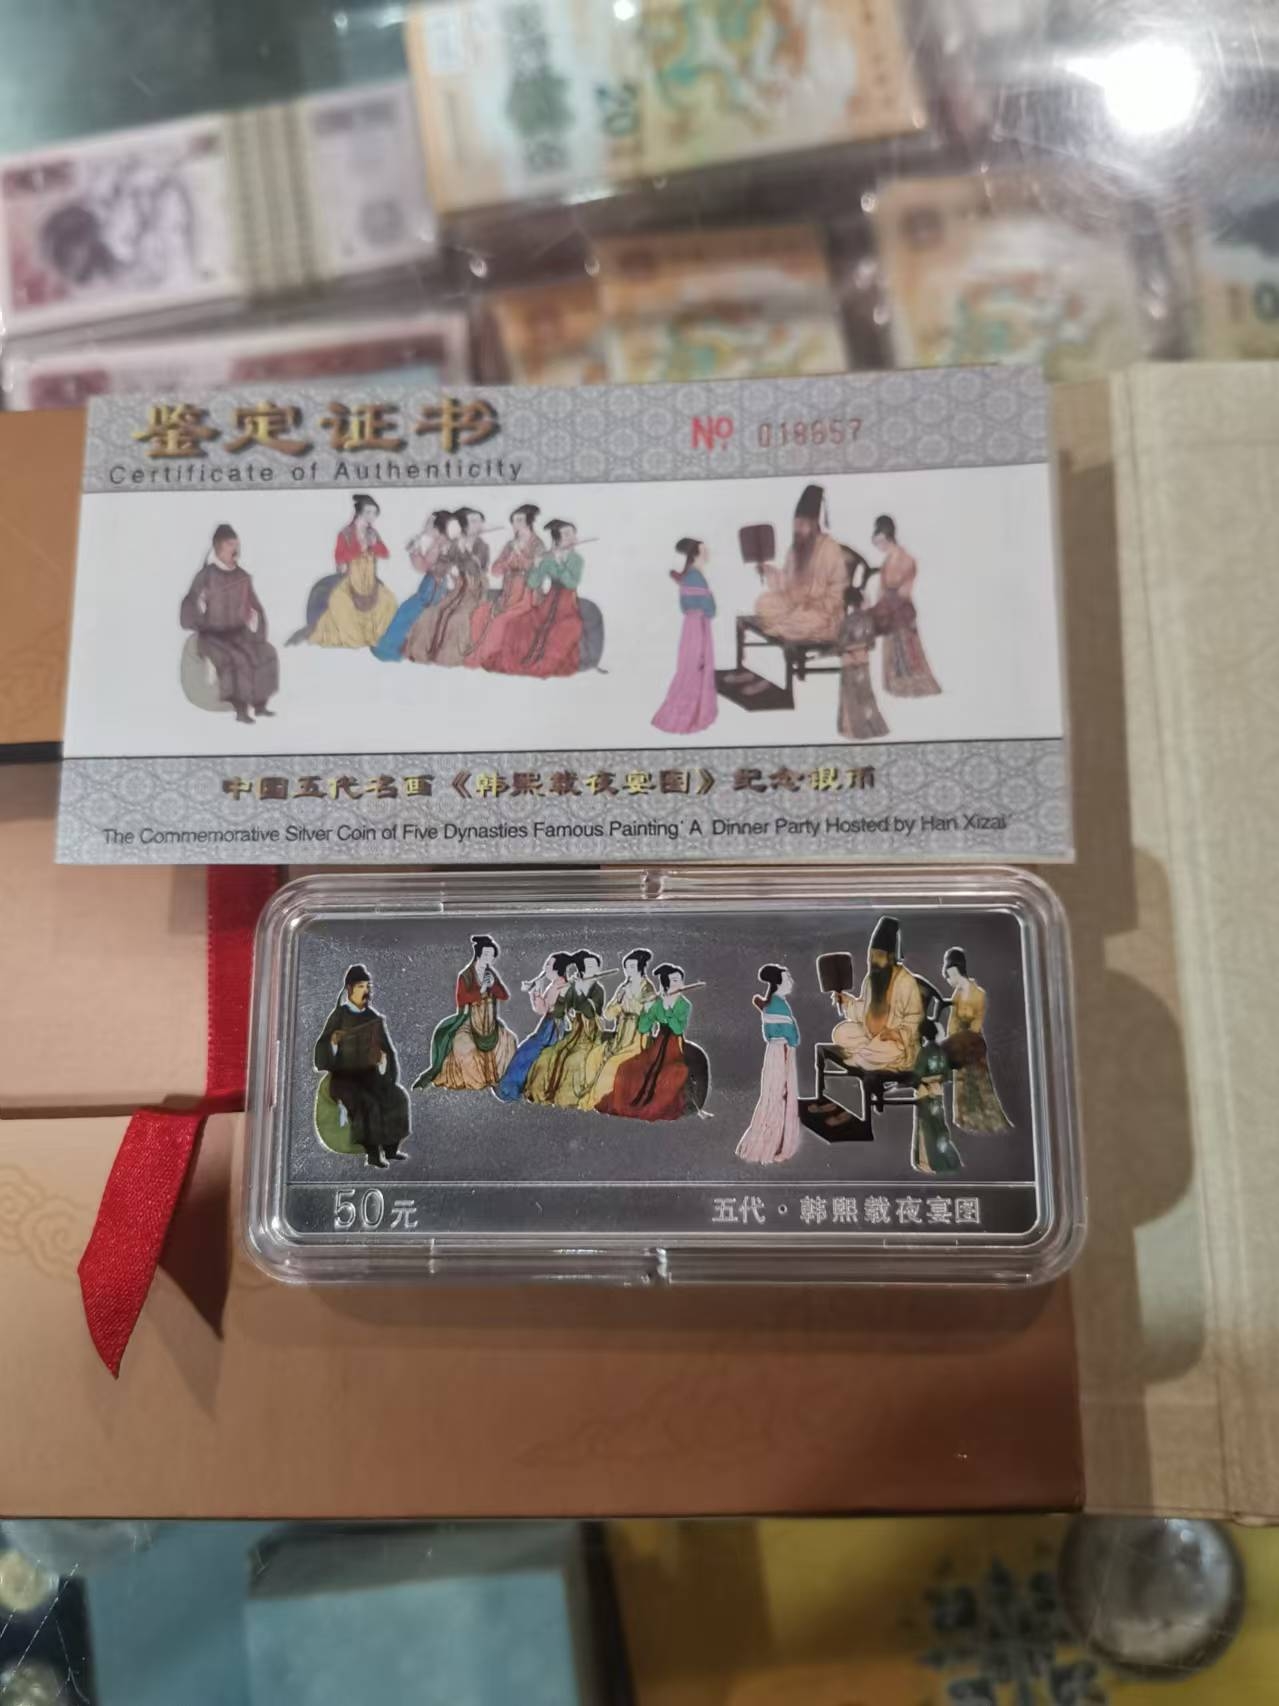 鉴定证书
Certificate of Authenticity
No. 018657
中国五代名画《韩熙载夜宴图》纪念银币
The Commemorative Silver Coin of Five Dynasties Famous Painting' A Dinner Party Hosted by Han Xizai'
50元
五代·韩熙载夜宴图